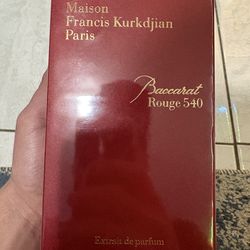 Maison
Francis Kurkdjian
Paris
Baccarat
Rouge 540
Extrait de parfum